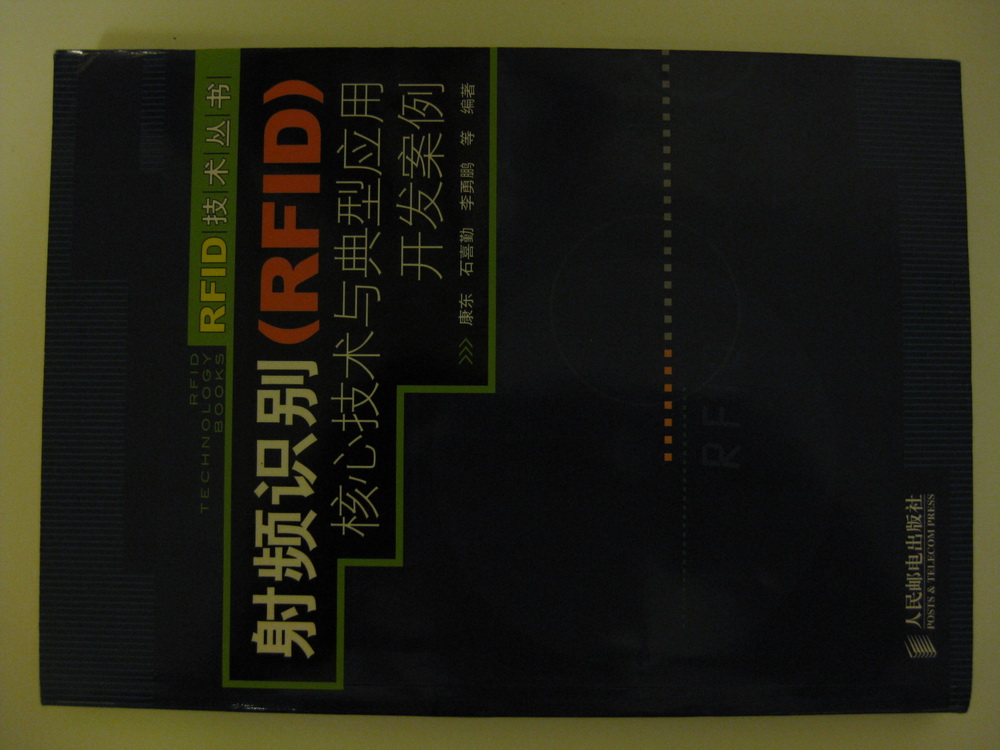 RFID技术丛书
RFID
TECHNOLOGY
BOOKS
射频识别(RFID)
核心技术与典型应用
开发案例
>>> 康东 石喜勤 李勇鹏 等 编著
RF
人民邮电出版社
POSTS & TELECOM PRESS